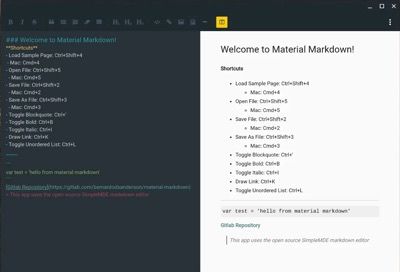 ### Welcome to Material Markdown!
**Shortcuts**
- Load Sample Page: Ctrl+Shift+4
- Mac: Cmd+4
- Open File: Ctrl+Shift+5
- Mac: Cmd+5
- Save File: Ctrl+Shift+2
- Mac: Cmd+2
- Save As File: Ctrl+Shift+3
- Mac: Cmd+3
- Toggle Blockquote: Ctrl+'
- Toggle Bold: Ctrl+B
- Toggle Italic: Ctrl+I
- Draw Link: Ctrl+K
- Toggle Unordered List: Ctrl+L
var test = 'hello from material markdown'
[Gitlab Repository](https://gitlab.com/bernardodsanderson/material-markdown)
> This app uses the open source SimpleMDE markdown editor
Welcome to Material Markdown!
Shortcuts
Load Sample Page: Ctrl+Shift+4
Mac: Cmd+4
Open File: Ctrl+Shift+5
Mac: Cmd+5
Save File: Ctrl+Shift+2
Mac: Cmd+2
Save As File: Ctrl+Shift+3
Mac: Cmd+3
Toggle Blockquote: Ctrl+'
Toggle Bold: Ctrl+B
Toggle Italic: Ctrl+I
Draw Link: Ctrl+K
Toggle Unordered List: Ctrl+L
var test = 'hello from material markdown'
Gitlab Repository
This app uses the open source SimpleMDE markdown editor